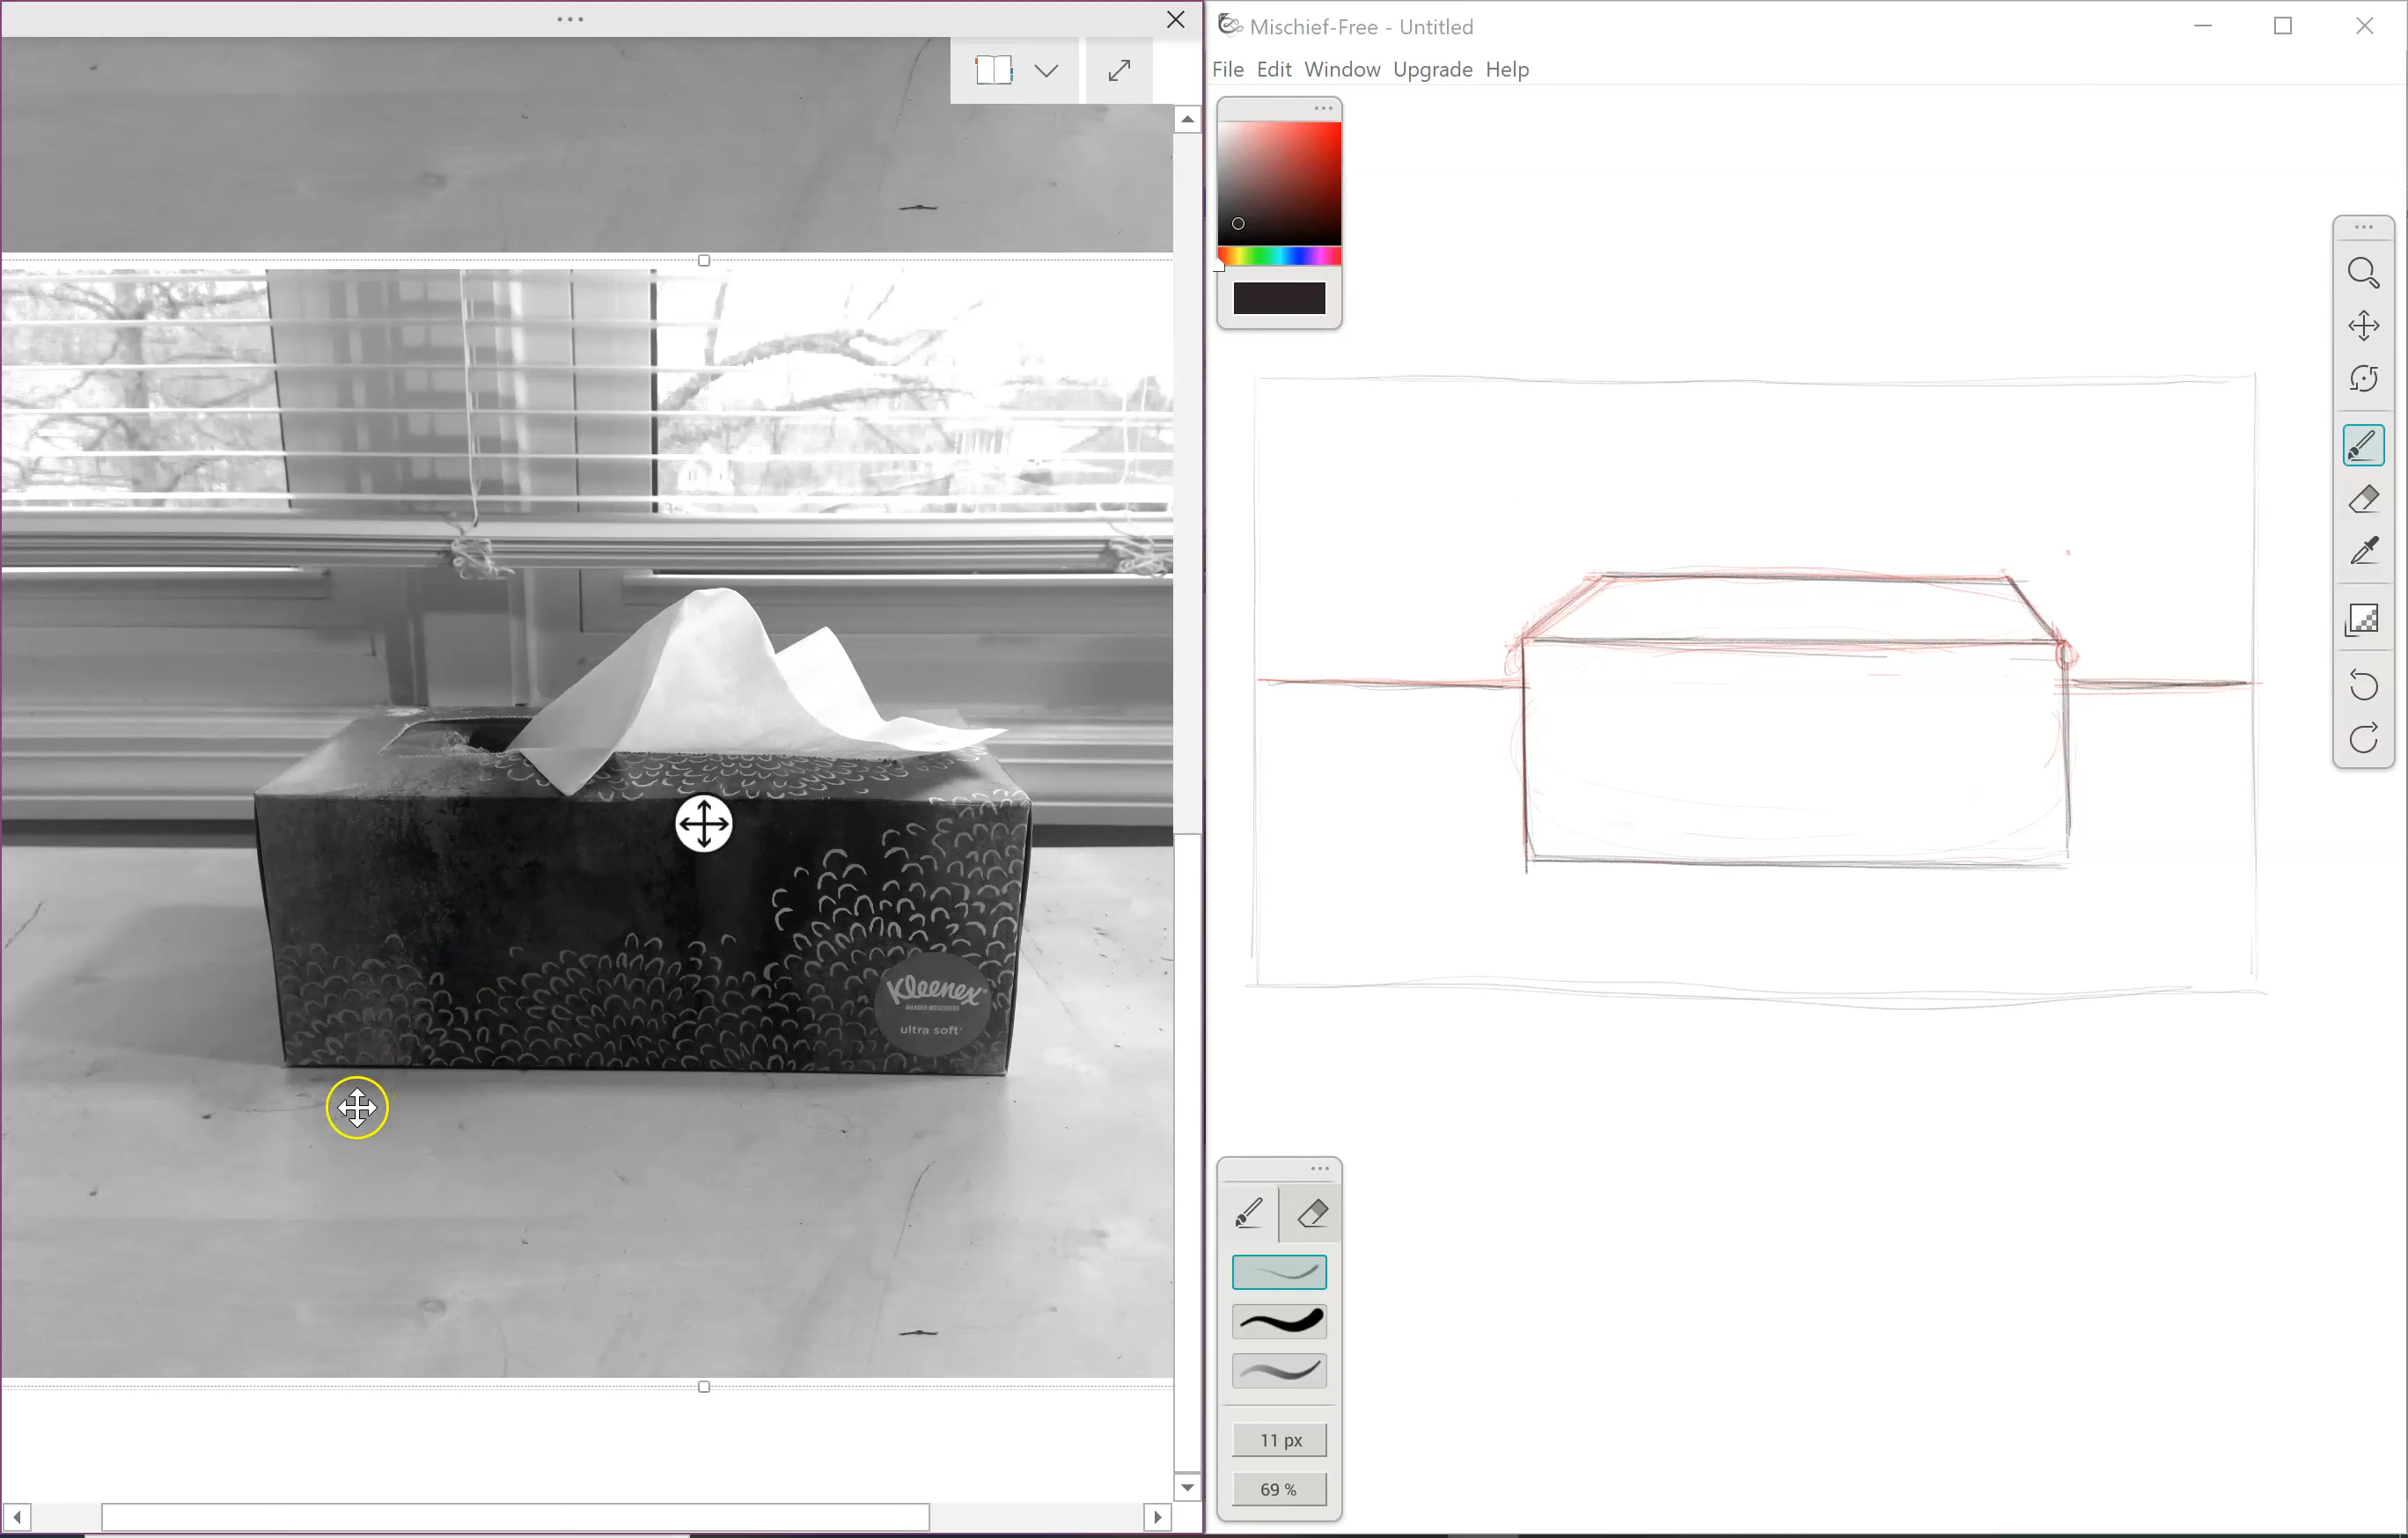 Mischief-Free - Untitled
File Edit Window Upgrade Help
Kleenex
ultra soft
11 px
69 %